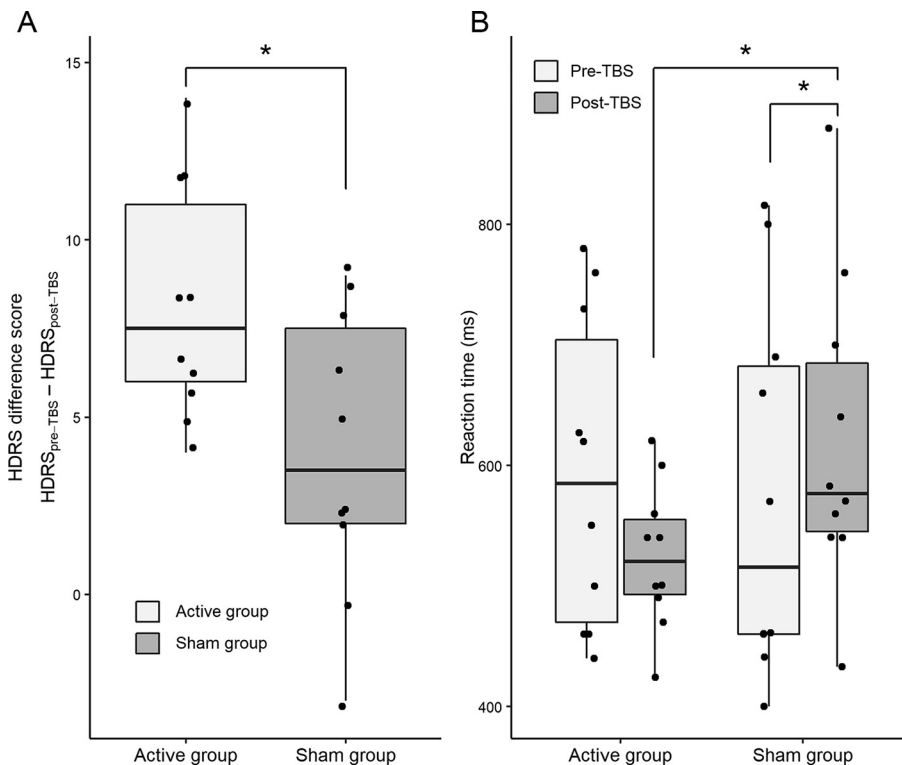 A
HDRS difference score
HDRSpre−TBS − HDRSpost−TBS
15
10
5
0
*
Active group
Sham group
Active group
Sham group
B
Reaction time (ms)
800
600
400
Pre-TBS
Post-TBS
*
*
Active group
Sham group